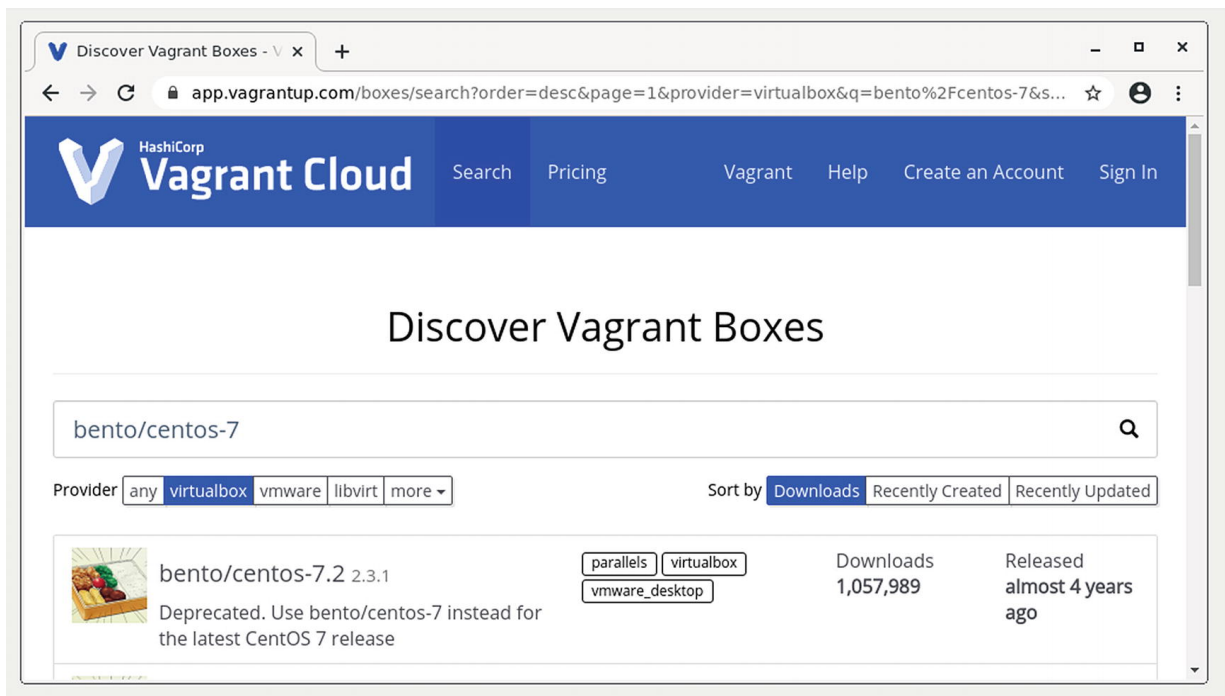 Discover Vagrant Boxes - V
app.vagrantup.com/boxes/search?order=desc&page=1&provider=virtualbox&q=bento%2Fcentos-7&s...
HashiCorp
Vagrant Cloud
Search Pricing Vagrant Help Create an Account Sign In
Discover Vagrant Boxes
bento/centos-7
Provider any virtualbox vmware libvirt more Sort by Downloads Recently Created Recently Updated
bento/centos-7.2 2.3.1
Deprecated. Use bento/centos-7 instead for
the latest CentOS 7 release
parallels virtualbox
vmware_desktop
Downloads
1,057,989
Released
almost 4 years
ago